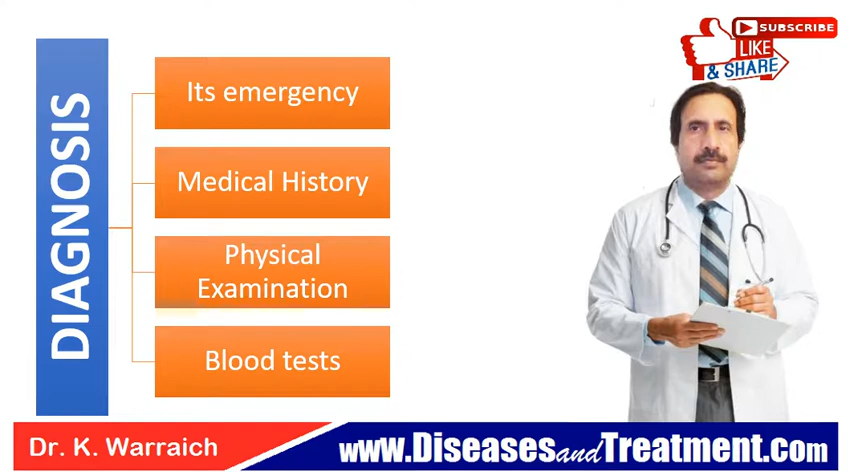 SUBSCRIBE
LIKE
& SHARE
DIAGNOSIS
Its emergency
Medical History
Physical
Examination
Blood tests
Dr. K. Warraich
www.DiseasesandTreatment.com